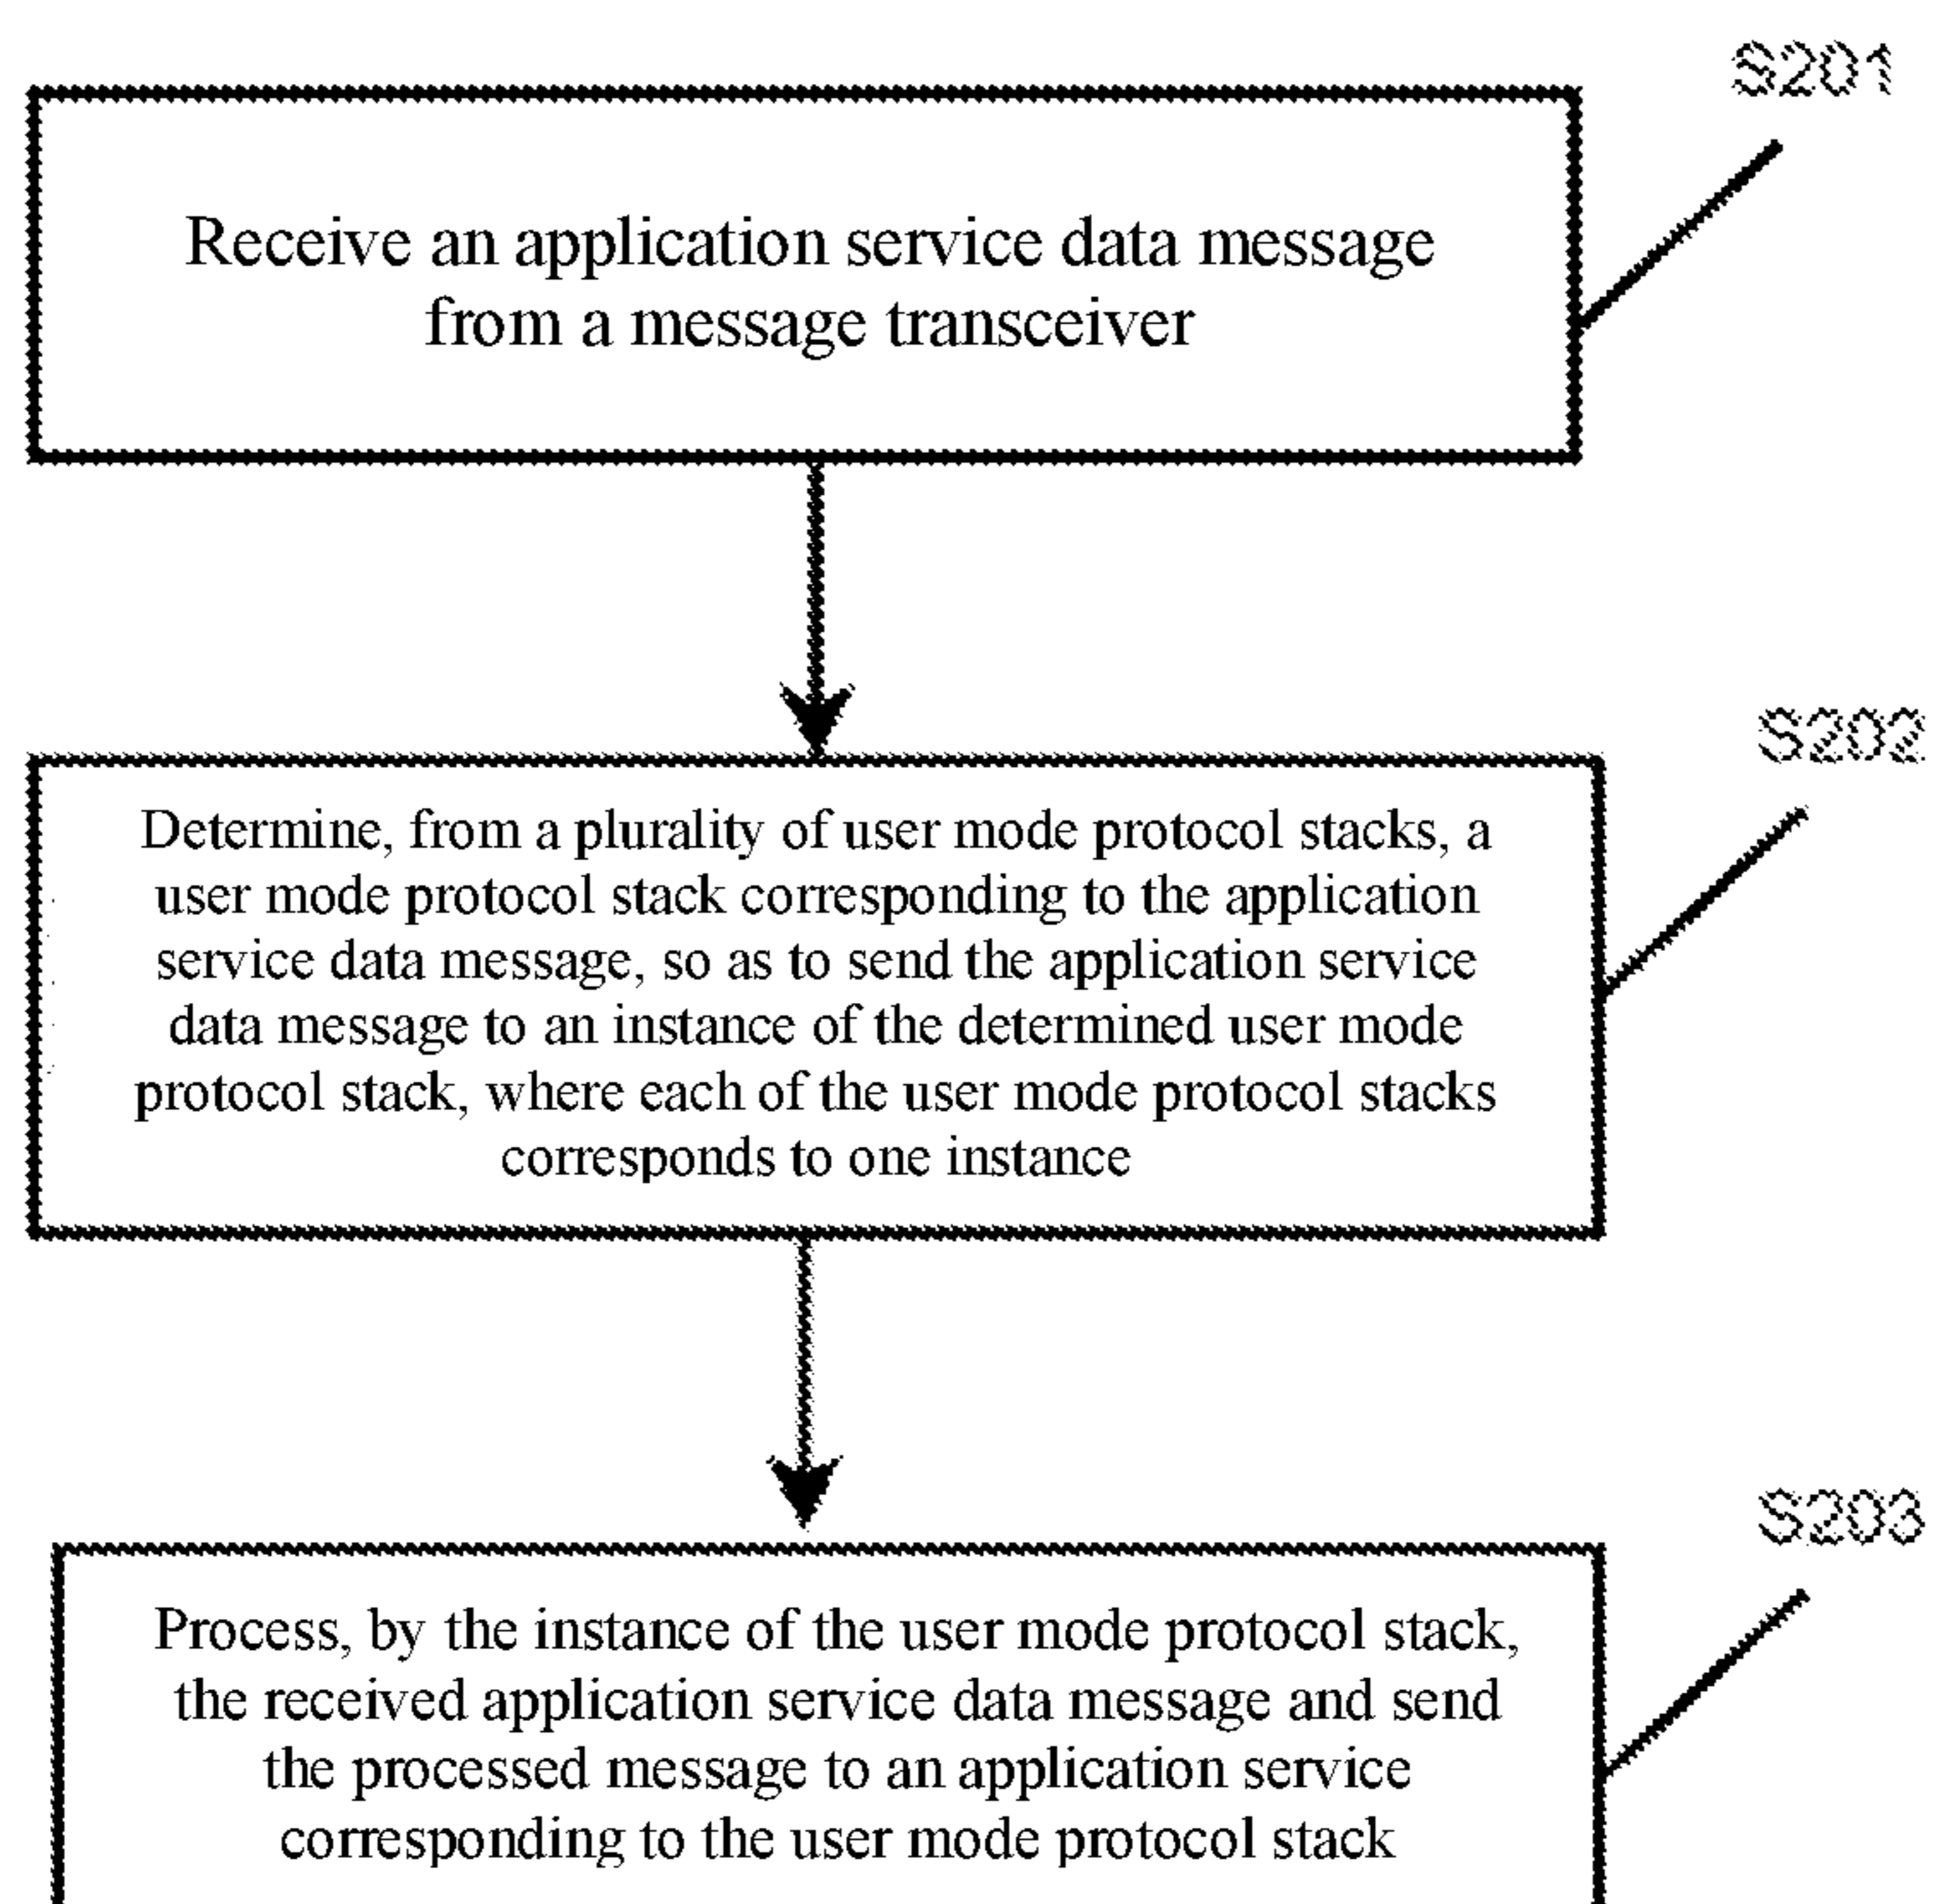 S201
Receive an application service data message
from a message transceiver
S202
Determine, from a plurality of user mode protocol stacks, a
user mode protocol stack corresponding to the application
service data message, so as to send the application service
data message to an instance of the determined user mode
protocol stack, where each of the user mode protocol stacks
corresponds to one instance
S203
Process, by the instance of the user mode protocol stack,
the received application service data message and send
the processed message to an application service
corresponding to the user mode protocol stack